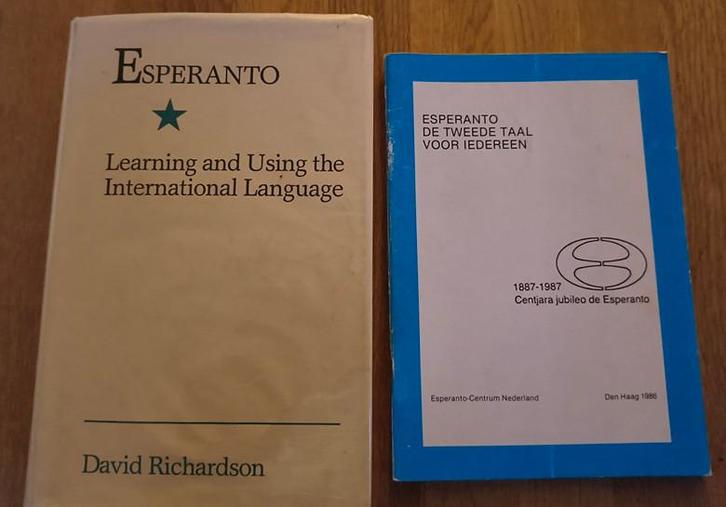 ESPERANTO
Learning and Using the
International Language
David Richardson
ESPERANTO
DE TWEEDE TAAL
VOOR IEDEREEN
1887-1987
Centjara jubileo de Esperanto
Esperanto-Centrum Nederland
Den Haag 1986